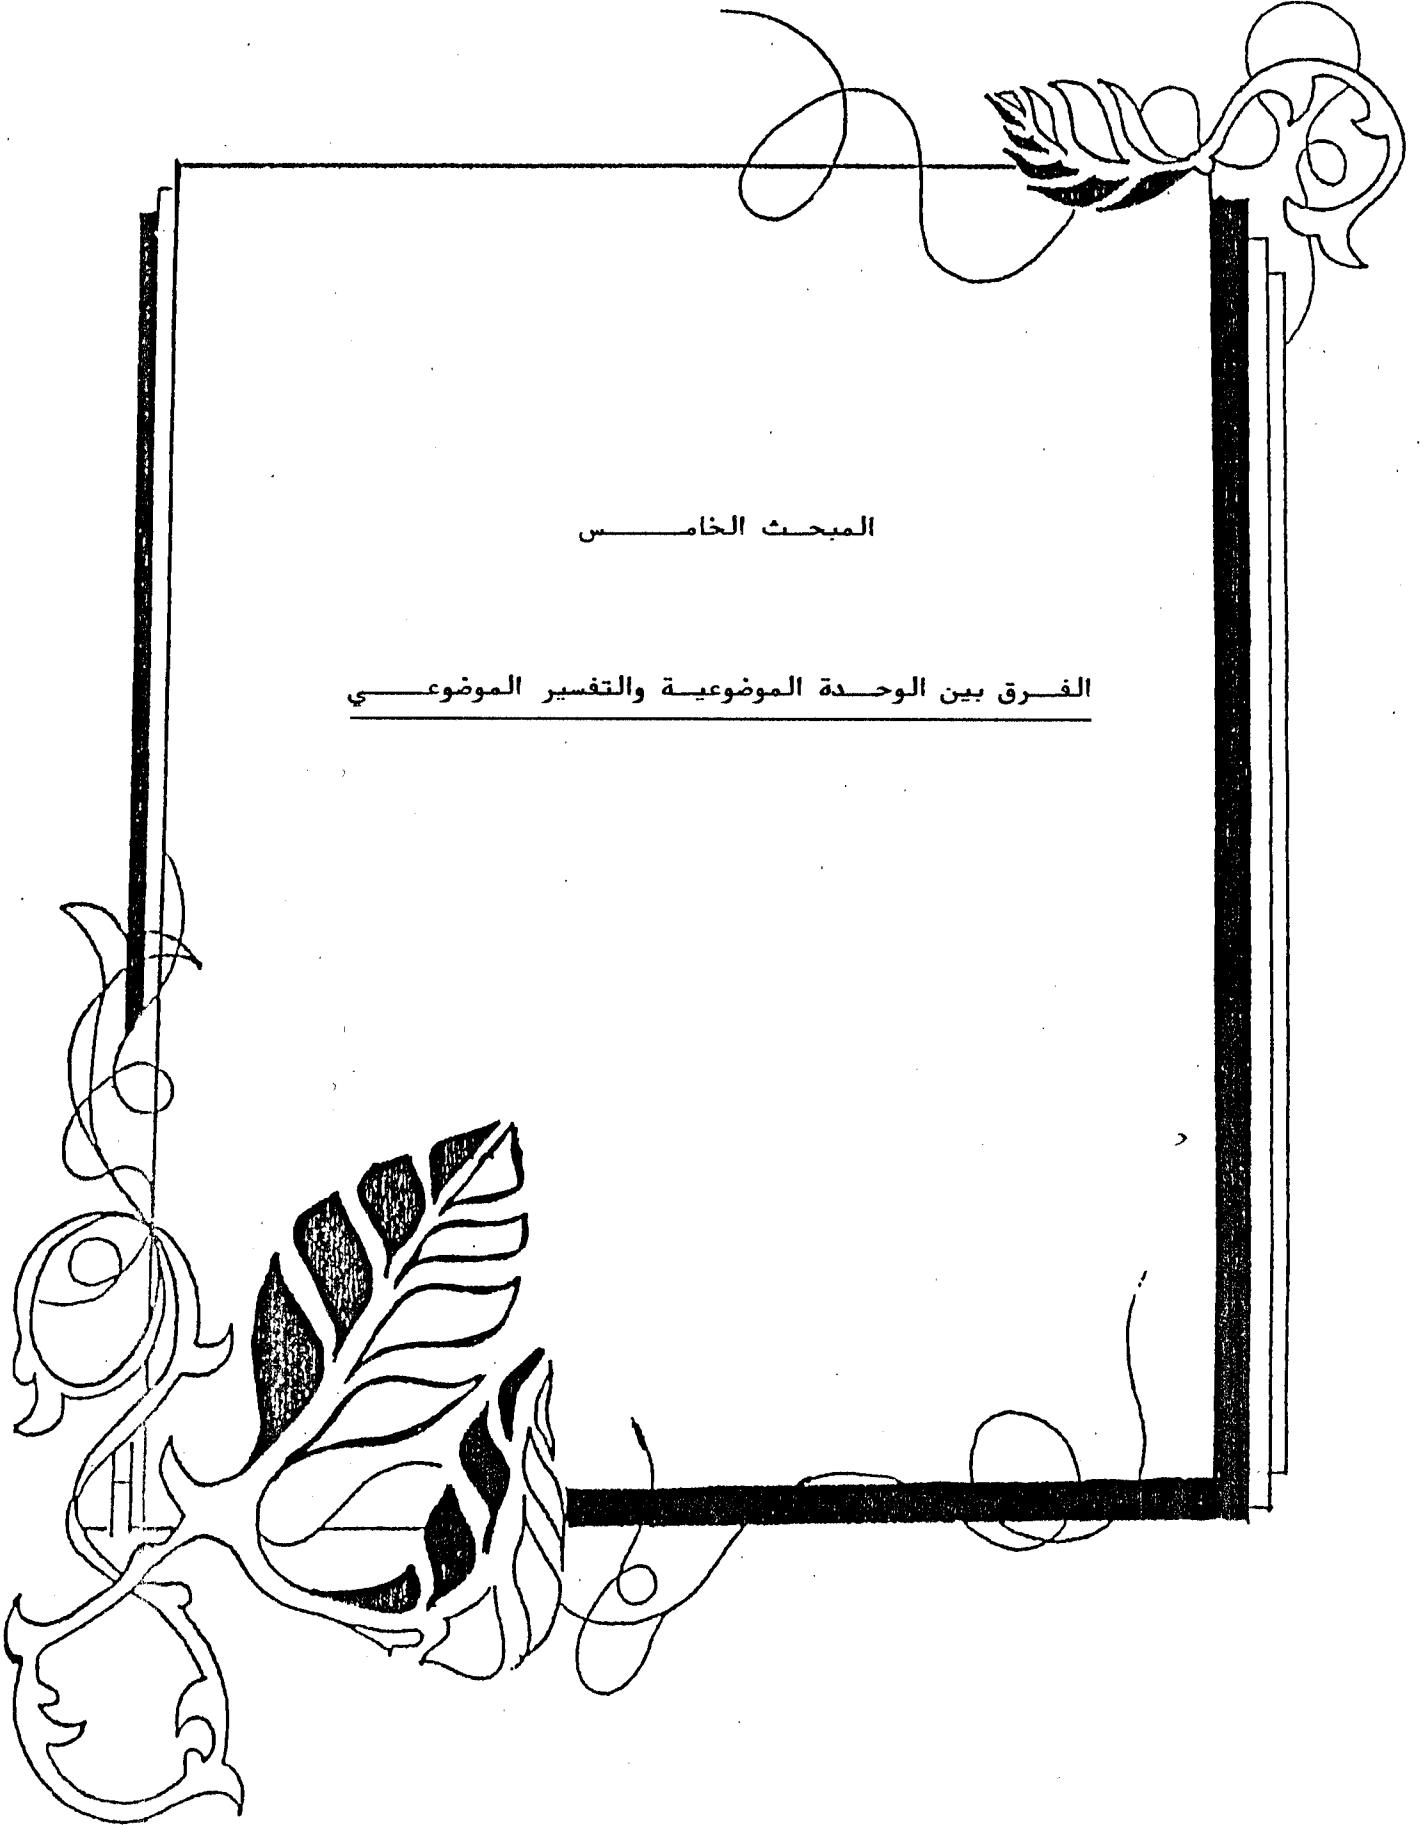 المبحث الخامس
الفرق بين الوحدة الموضوعية والتفسير الموضوعي